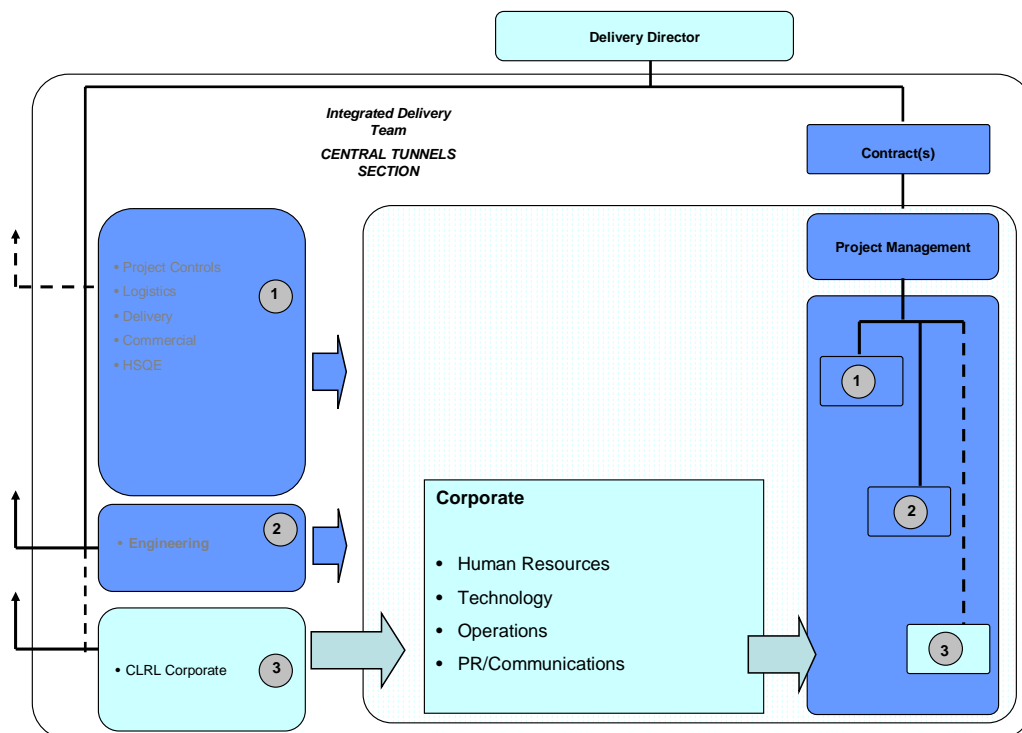 Delivery Director
Integrated Delivery
Team
CENTRAL TUNNELS
SECTION
Contract(s)
Project Management
• Project Controls
• Logistics
• Delivery
• Commercial
• HSQE
1
1
2
• Engineering
2
Corporate
• Human Resources
• Technology
• Operations
• PR/Communications
• CLRL Corporate
3
3